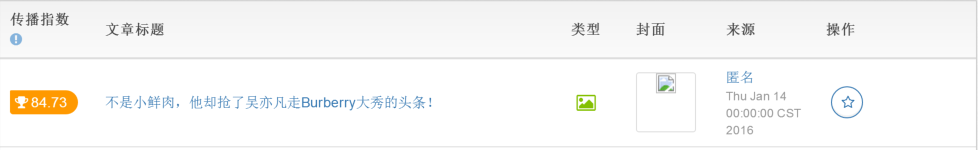 传播指数
文章标题
类型
封面
来源
操作
84.73
不是小鲜肉，他却抢了吴亦凡走Burberry大秀的头条！
匿名
Thu Jan 14
00:00:00 CST
2016